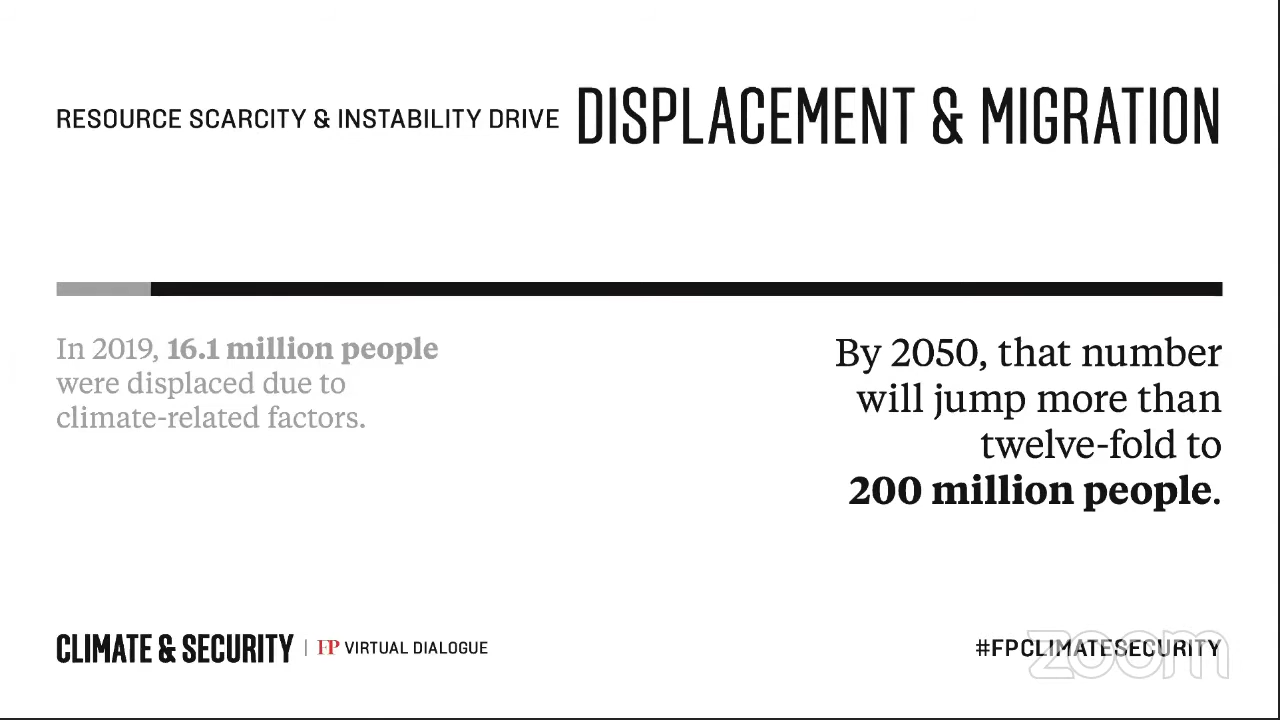 RESOURCE SCARCITY & INSTABILITY DRIVE DISPLACEMENT & MIGRATION
In 2019, 16.1 million people
were displaced due to
climate-related factors.
By 2050, that number
will jump more than
twelve-fold to
200 million people.
CLIMATE & SECURITY | FP VIRTUAL DIALOGUE
#FPCLIMATESECURITY
zoom